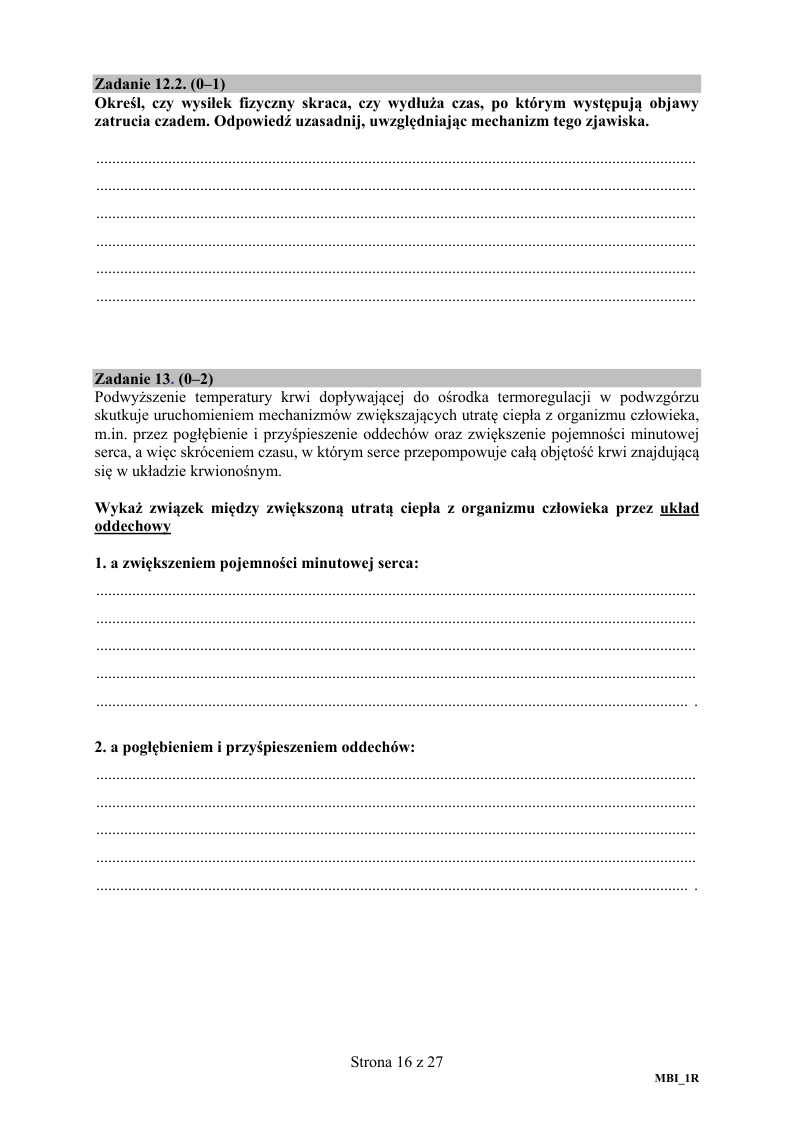 Zadanie 12.2. (0–1)
Określ, czy wysiłek fizyczny skraca, czy wydłuża czas, po którym występują objawy
zatrucia czadem. Odpowiedź uzasadnij, uwzględniając mechanizm tego zjawiska.
Zadanie 13. (0–2)
Podwyższenie temperatury krwi dopływającej do ośrodka termoregulacji w podwzgórzu
skutkuje uruchomieniem mechanizmów zwiększających utratę ciepła z organizmu człowieka,
m.in. przez pogłębienie i przyśpieszenie oddechów oraz zwiększenie pojemności minutowej
serca, a więc skróceniem czasu, w którym serce przepompowuje całą objętość krwi znajdującą
się w układzie krwionośnym.
Wykaż związek między zwiększoną utratą ciepła z organizmu człowieka przez układ
oddechowy
1. a zwiększeniem pojemności minutowej serca:
2. a pogłębieniem i przyśpieszeniem oddechów:
Strona 16 z 27
MBI_1R